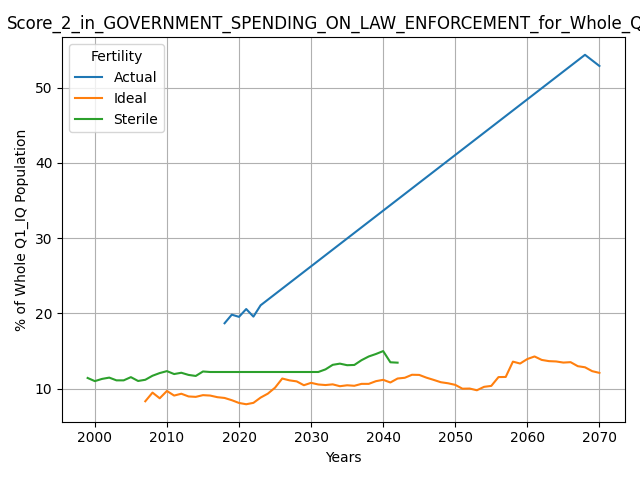 Score_2_in_GOVERNMENT_SPENDING_ON_LAW_ENFORCEMENT_for_Whole_Q
Fertility
Actual
Ideal
Sterile
% of Whole Q1_IQ Population
50
40
30
20
10
2000 2010 2020 2030 2040 2050 2060 2070
Years